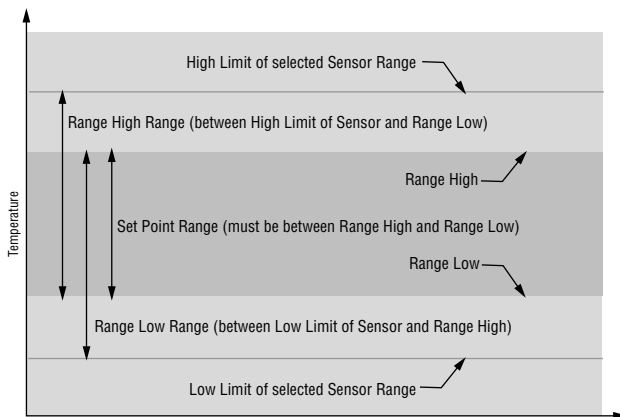 High Limit of selected Sensor Range
Range High Range (between High Limit of Sensor and Range Low)
Range High
Temperature
Set Point Range (must be between Range High and Range Low)
Range Low
Range Low Range (between Low Limit of Sensor and Range High)
Low Limit of selected Sensor Range